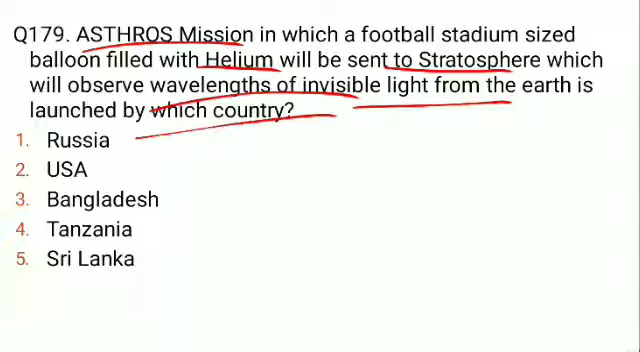 Q179. ASTHROS Mission in which a football stadium sized
balloon filled with Helium will be sent to Stratosphere which
will observe wavelengths of invisible light from the earth is
launched by which country?
1. Russia
2. USA
3. Bangladesh
4. Tanzania
5. Sri Lanka